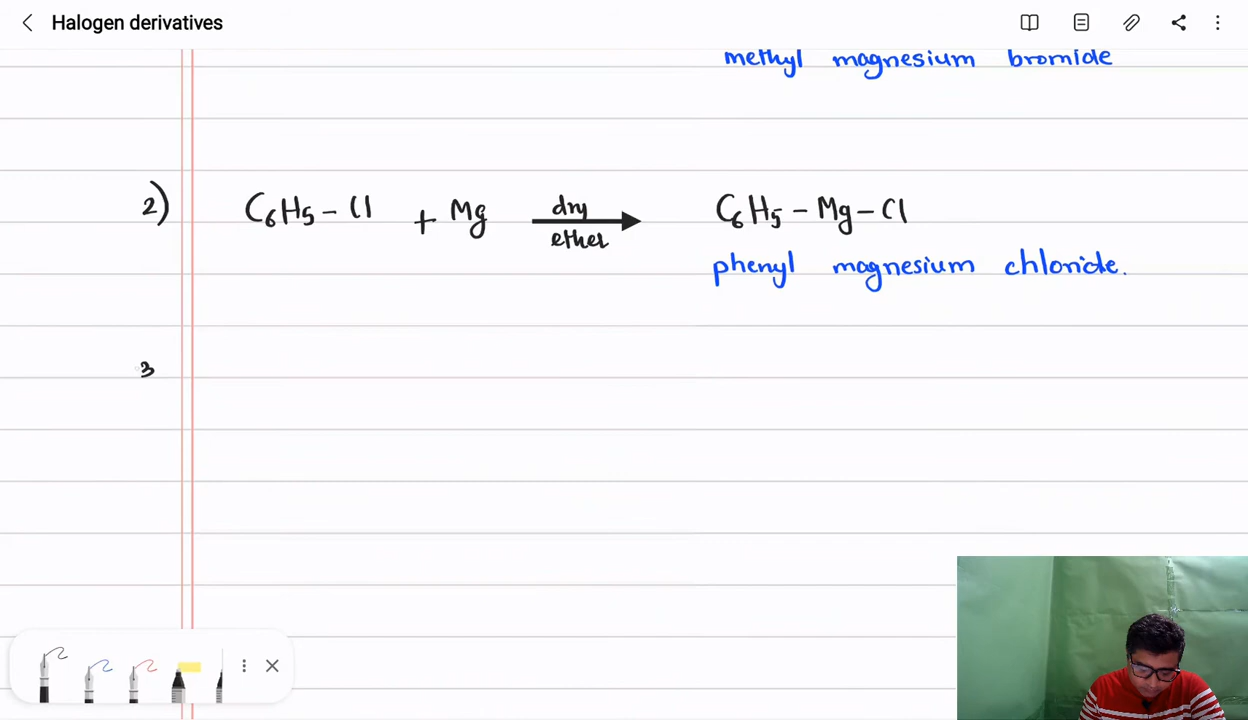 Halogen derivatives
methyl magnesium bromide
2) C6H5 - Cl + Mg dry ether → C6H5 - Mg - Cl
phenyl magnesium chloride.
3